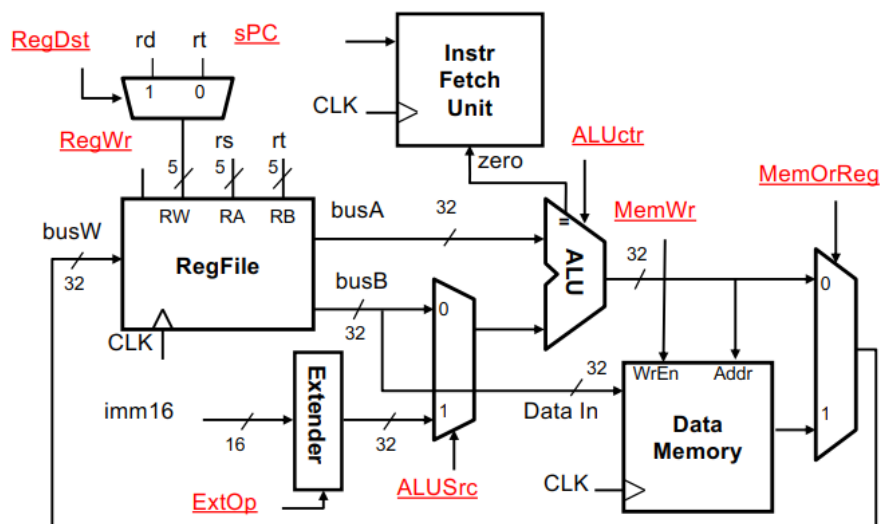 RegDst
rd
rt
sPC
1
0
Instr
Fetch
Unit
CLK
RegWr
rs
rt
ALUctr
zero
MemOrReg
5
5
5
busW
RW
RA
RB
busA
32
=
MemWr
32
RegFile
ALU
32
0
busB
0
32
CLK
32
WrEn
Addr
Extender
imm16
1
Data In
1
16
32
Data
Memory
ExtOp
ALUSrc
CLK